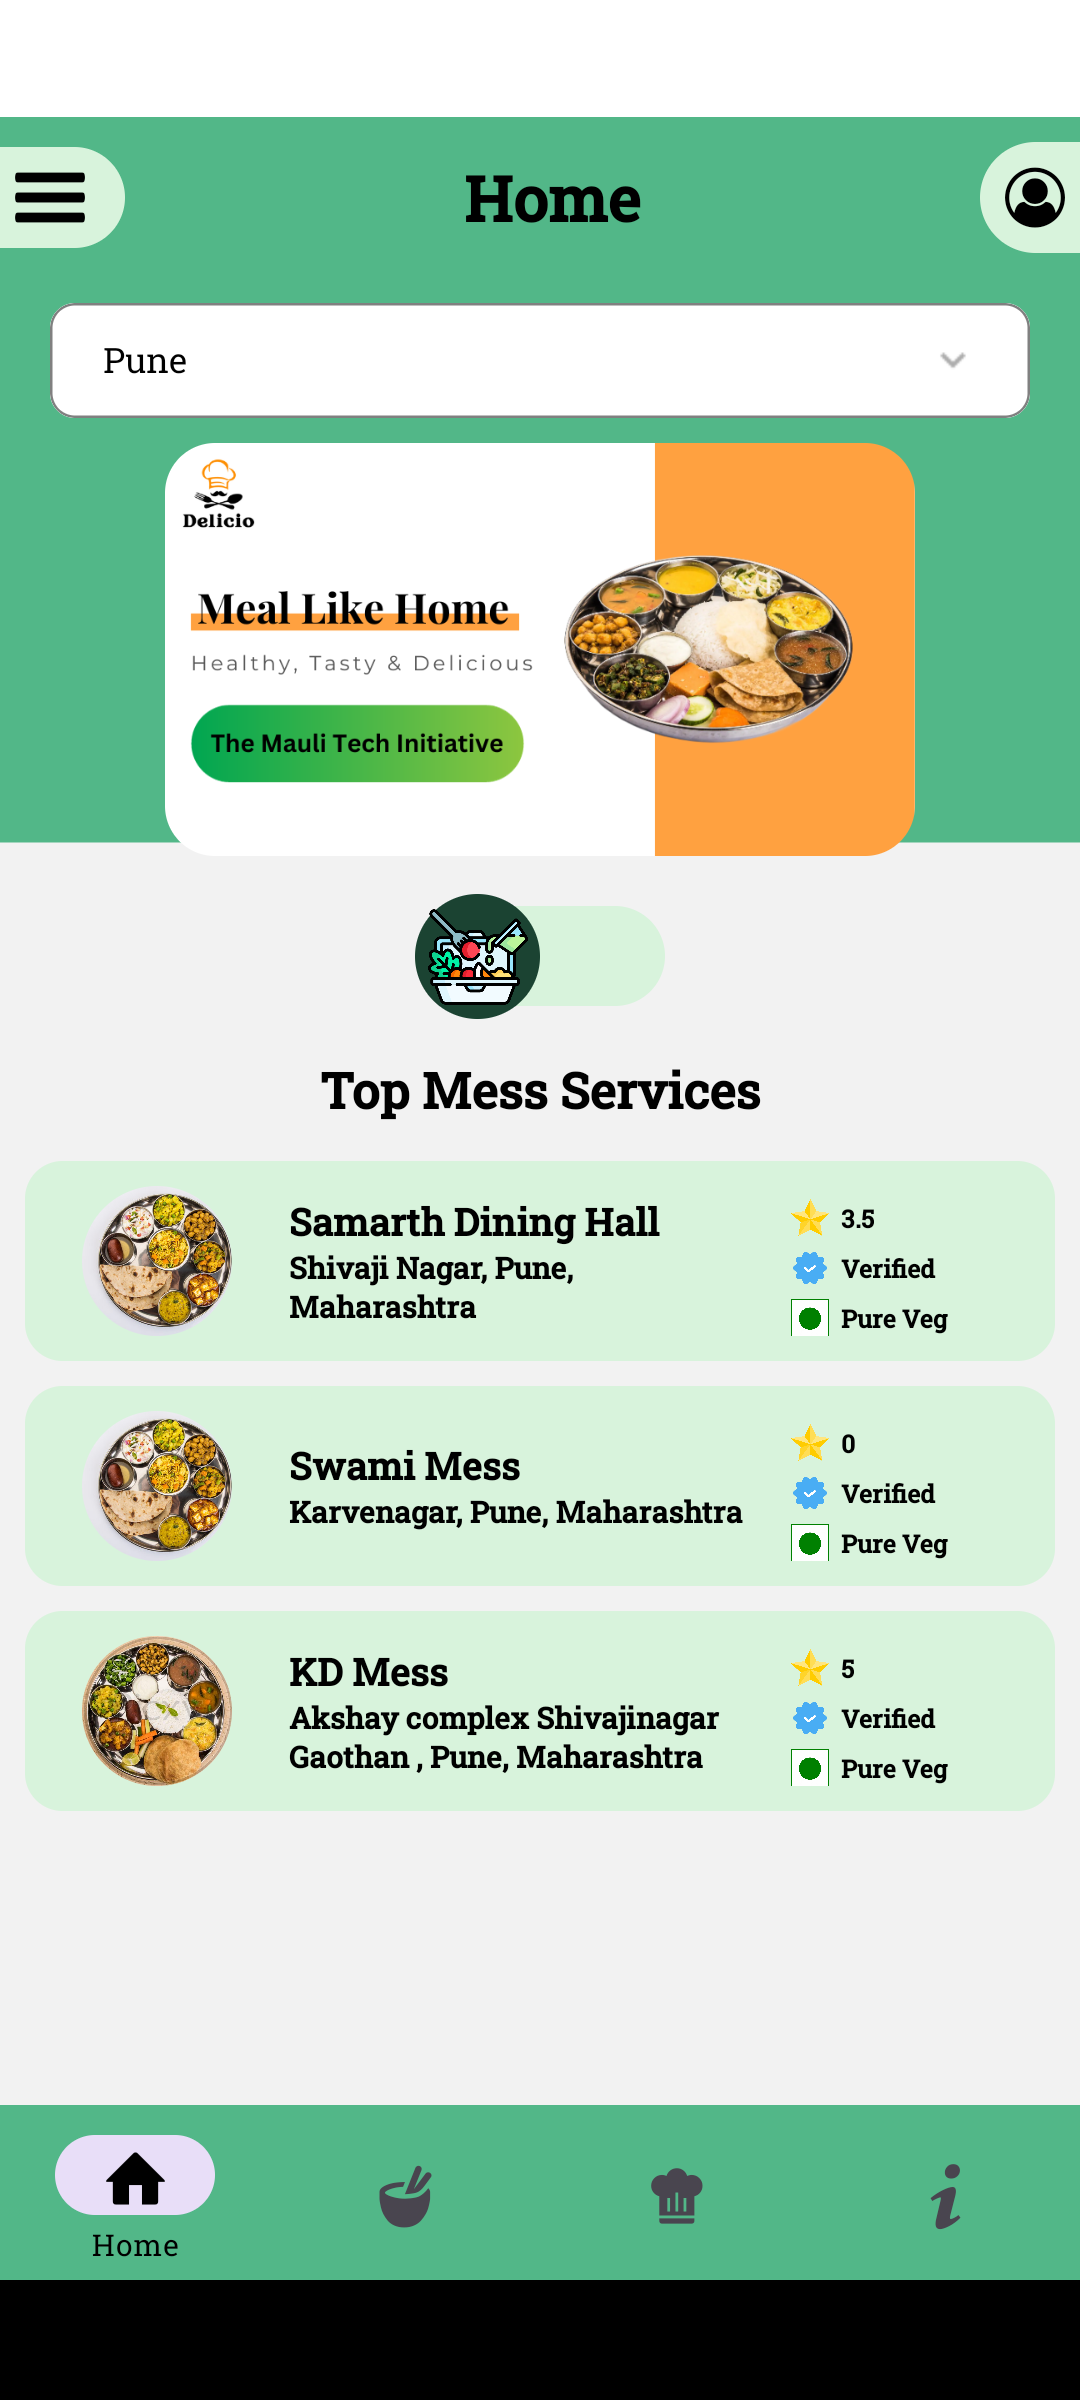 Home
Pune
Delicio
Meal Like Home
Healthy, Tasty & Delicious
The Mauli Tech Initiative
Top Mess Services
Samarth Dining Hall
Shivaji Nagar, Pune,
Maharashtra
3.5
Verified
Pure Veg
Swami Mess
Karvenagar, Pune, Maharashtra
0
Verified
Pure Veg
KD Mess
Akshay complex Shivajinagar
Gaothan , Pune, Maharashtra
5
Verified
Pure Veg
Home